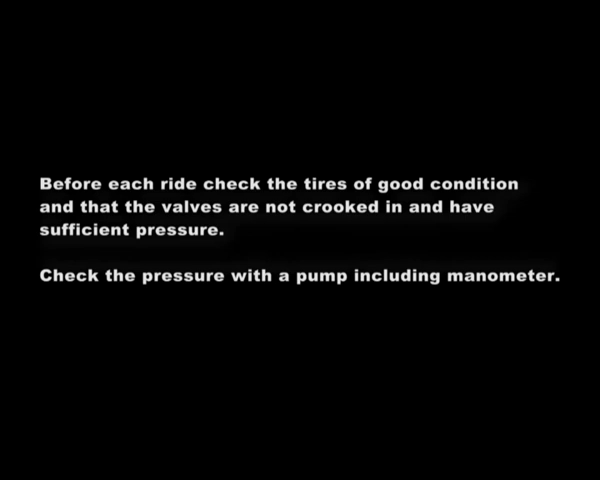 Before each ride check the tires of good condition
and that the valves are not crooked in and have
sufficient pressure.
Check the pressure with a pump including manometer.